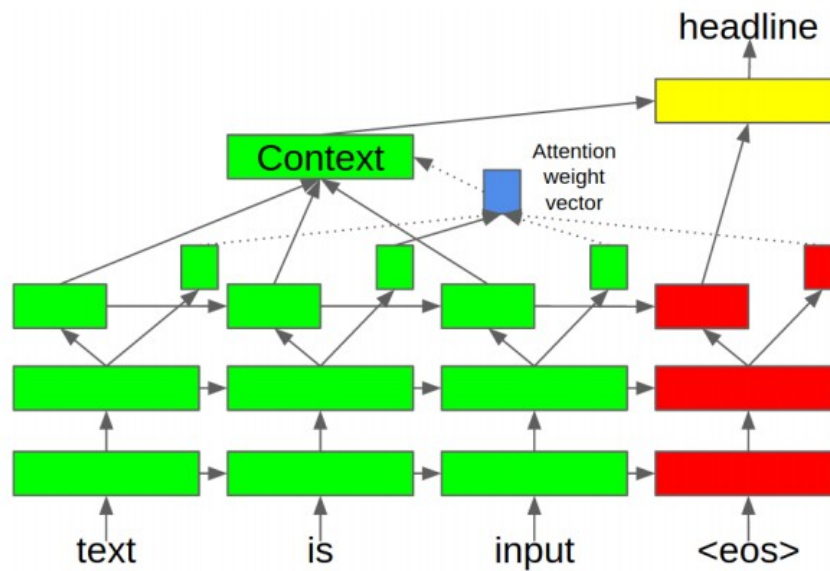 headline
Context
Attention
weight
vector
text
is
input
<eos>